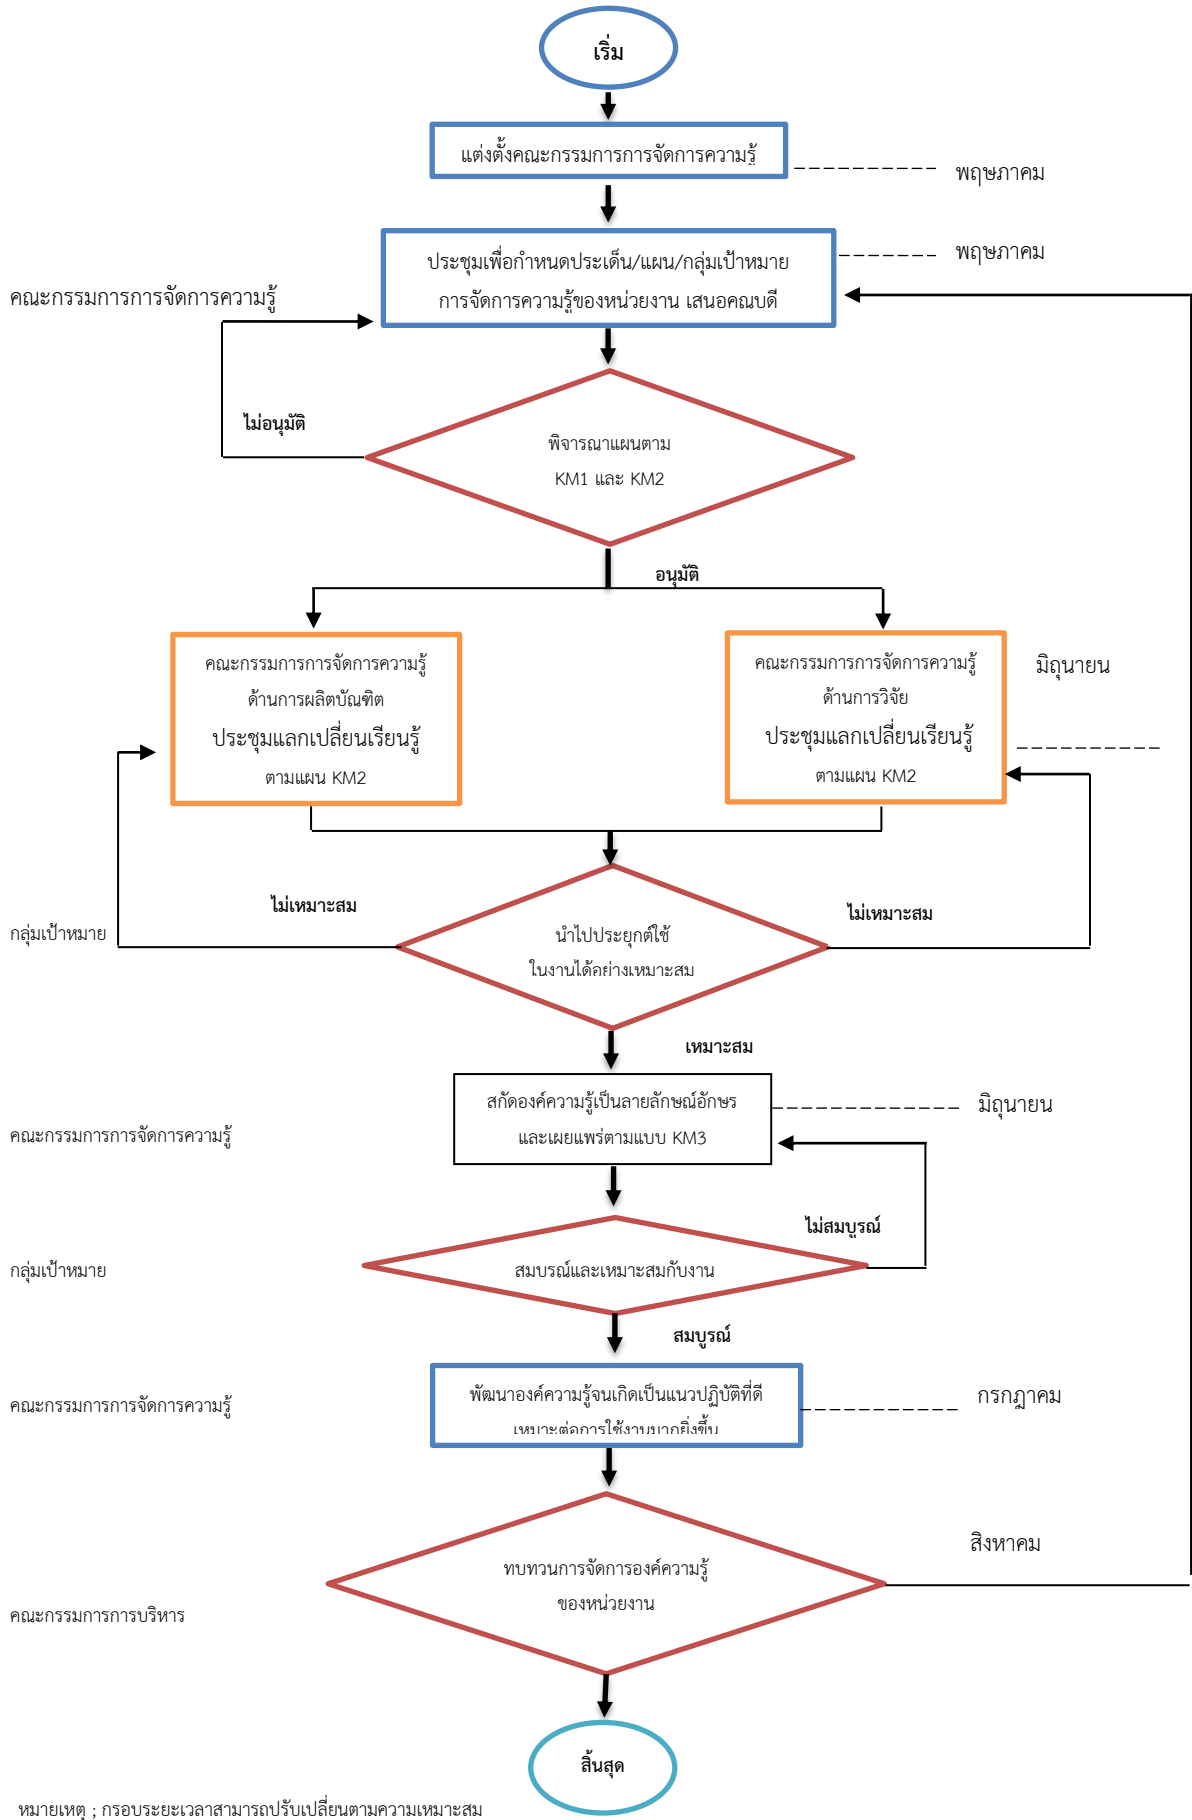 เริ่ม
แต่งตั้งคณะกรรมการการจัดการความรู้
พฤษภาคม
ประชุมเพื่อกำหนดประเด็น/แผน/กลุ่มเป้าหมาย
การจัดการความรู้ของหน่วยงาน เสนอคณบดี
พฤษภาคม
คณะกรรมการการจัดการความรู้
ไม่อนุมัติ
พิจารณาแผนตาม
KM1 และ KM2
อนุมัติ
คณะกรรมการการจัดการความรู้
ด้านการผลิตบัณฑิต
ประชุมแลกเปลี่ยนเรียนรู้
ตามแผน KM2
คณะกรรมการการจัดการความรู้
ด้านการวิจัย
ประชุมแลกเปลี่ยนเรียนรู้
ตามแผน KM2
มิถุนายน
ไม่เหมาะสม
ไม่เหมาะสม
กลุ่มเป้าหมาย
นำไปประยุกต์ใช้
ในงานได้อย่างเหมาะสม
เหมาะสม
สกัดองค์ความรู้เป็นลายลักษณ์อักษร
และเผยแพร่ตามแบบ KM3
มิถุนายน
คณะกรรมการการจัดการความรู้
ไม่สมบูรณ์
กลุ่มเป้าหมาย
สมบรณ์และเหมาะสมกับงาน
สมบูรณ์
พัฒนาองค์ความรู้จนเกิดเป็นแนวปฏิบัติที่ดี
เหมาะต่อการใช้งานมากยิ่งขึ้น
กรกฎาคม
คณะกรรมการการจัดการความรู้
สิงหาคม
ทบทวนการจัดการองค์ความรู้
ของหน่วยงาน
คณะกรรมการการบริหาร
สิ้นสุด
หมายเหตุ ; กรอบระยะเวลาสามารถปรับเปลี่ยนตามความเหมาะสม